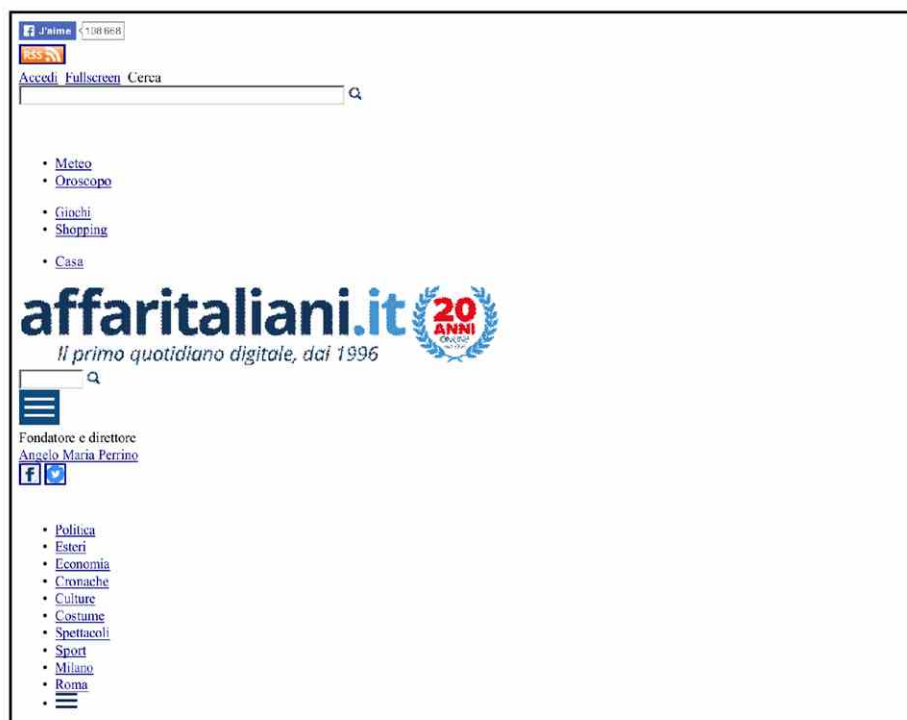 J'aime 108 668
RSS
Accedi Fullscreen Cerca
Meteo
Oroscopo
Giochi
Shopping
Casa
affaritaliani.it
20
ANNI
ONLINE
Il primo quotidiano digitale, dal 1996
Fondatore e direttore
Angelo Maria Perrino
Politica
Esteri
Economia
Cronache
Culture
Costume
Spettacoli
Sport
Milano
Roma